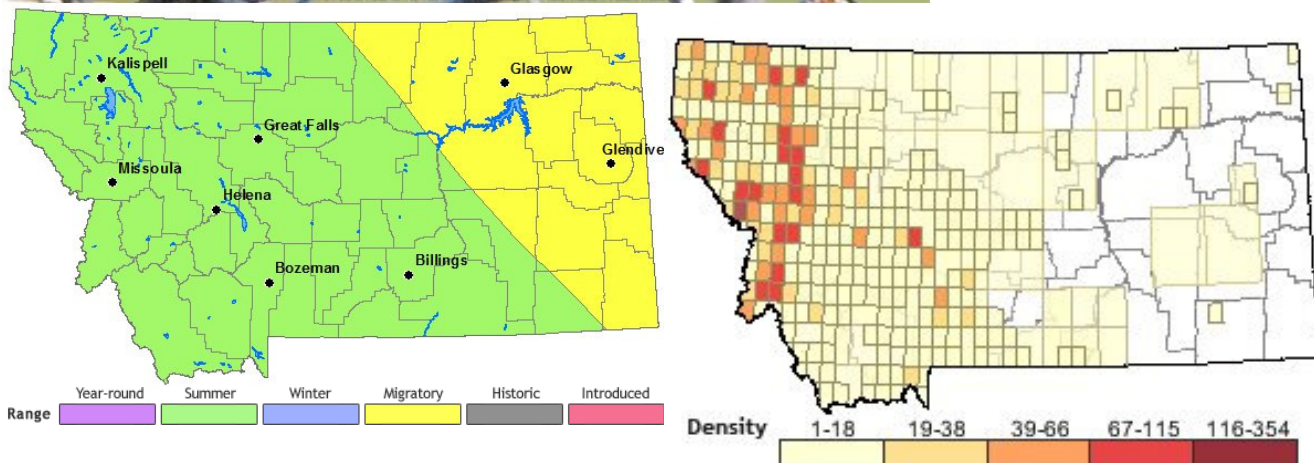 Kalispell
Glasgow
Great Falls
Glendive
Missoula
Helena
Bozeman
Billings
Year-round Summer Winter Migratory Historic Introduced
Range
Density 1-18 19-38 39-66 67-115 116-354